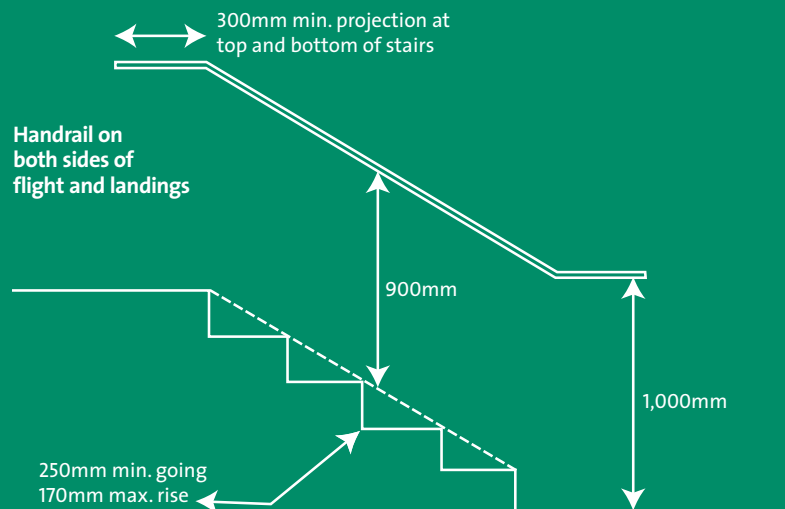 300mm min. projection at
top and bottom of stairs
Handrail on
both sides of
flight and landings
900mm
1,000mm
250mm min. going
170mm max. rise